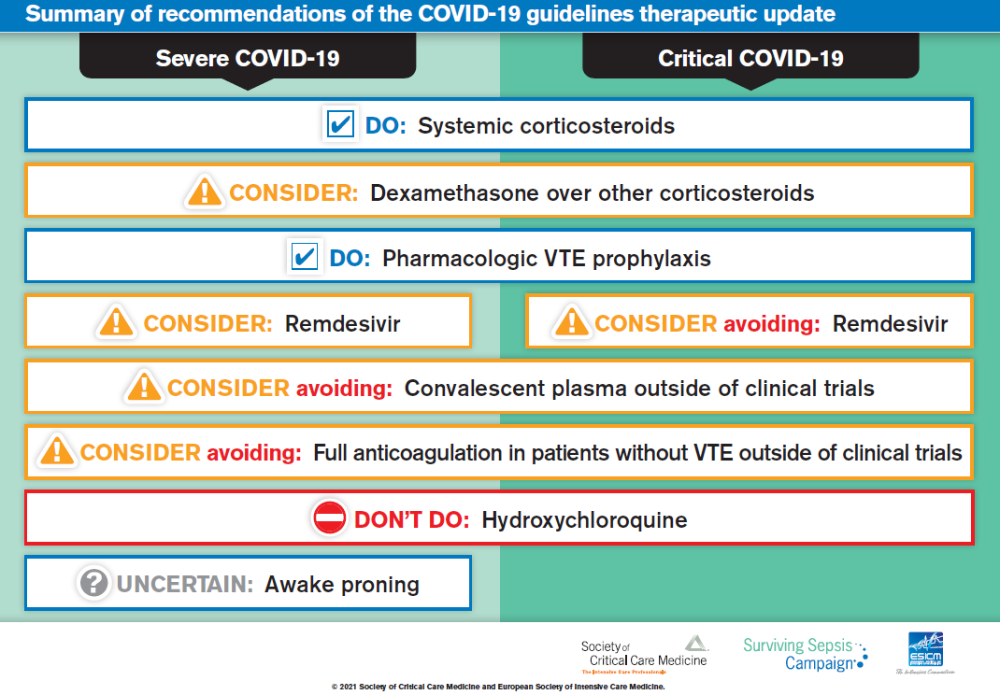 Summary of recommendations of the COVID-19 guidelines therapeutic update
Severe COVID-19
Critical COVID-19
DO: Systemic corticosteroids
CONSIDER: Dexamethasone over other corticosteroids
DO: Pharmacologic VTE prophylaxis
CONSIDER: Remdesivir
CONSIDER avoiding: Remdesivir
CONSIDER avoiding: Convalescent plasma outside of clinical trials
CONSIDER avoiding: Full anticoagulation in patients without VTE outside of clinical trials
DON'T DO: Hydroxychloroquine
? UNCERTAIN: Awake proning
Society of
Critical Care Medicine
The Intensive Care Professionals
Surviving Sepsis
Campaign
ESICM
The Intensive Connection
© 2021 Society of Critical Care Medicine and European Society of Intensive Care Medicine.